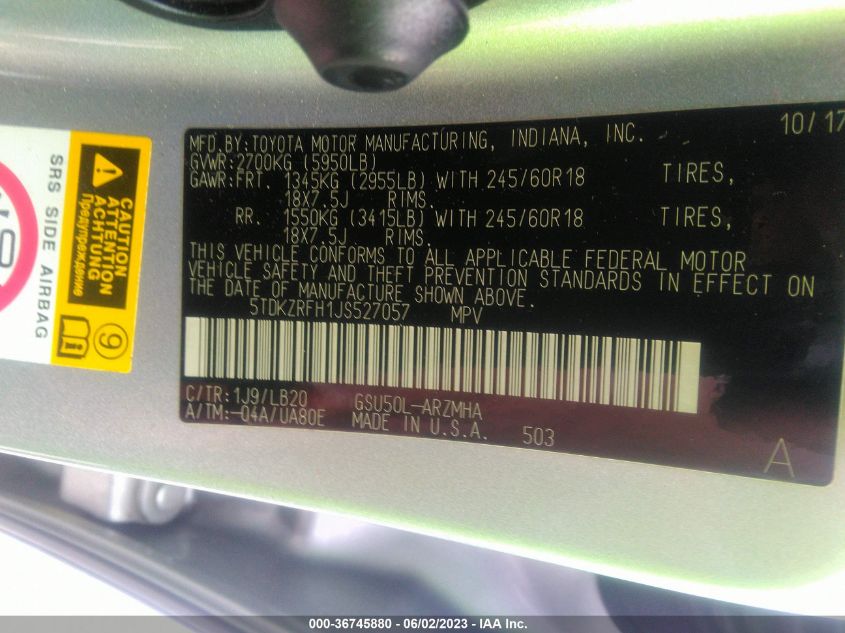 MFD.BY:TOYOTA MOTOR MANUFACTURING, INDIANA, INC. 10/17
GVWR:2700KG (5950LB)
GAWR:FRT. 1345KG (2955LB) WITH 245/60R18 TIRES,
18X7.5J RIMS.
RR. 1550KG (3415LB) WITH 245/60R18 TIRES,
18X7.5J RIMS.
THIS VEHICLE CONFORMS TO ALL APPLICABLE FEDERAL MOTOR
VEHICLE SAFETY AND THEFT PREVENTION STANDARDS IN EFFECT ON
THE DATE OF MANUFACTURE SHOWN ABOVE.
5TDKZRFH1JS527057 MPV
C/TR:1J9/LB20 GSU50L-ARZMHA
A/TM:-04A/UA80E MADE IN U.S.A. 503
A
CAUTION
ATTENTION
ACHTUNG
Предупреждение
9
SRS SIDE AIRBAG
000-36745880 - 06/02/2023 - IAA Inc.